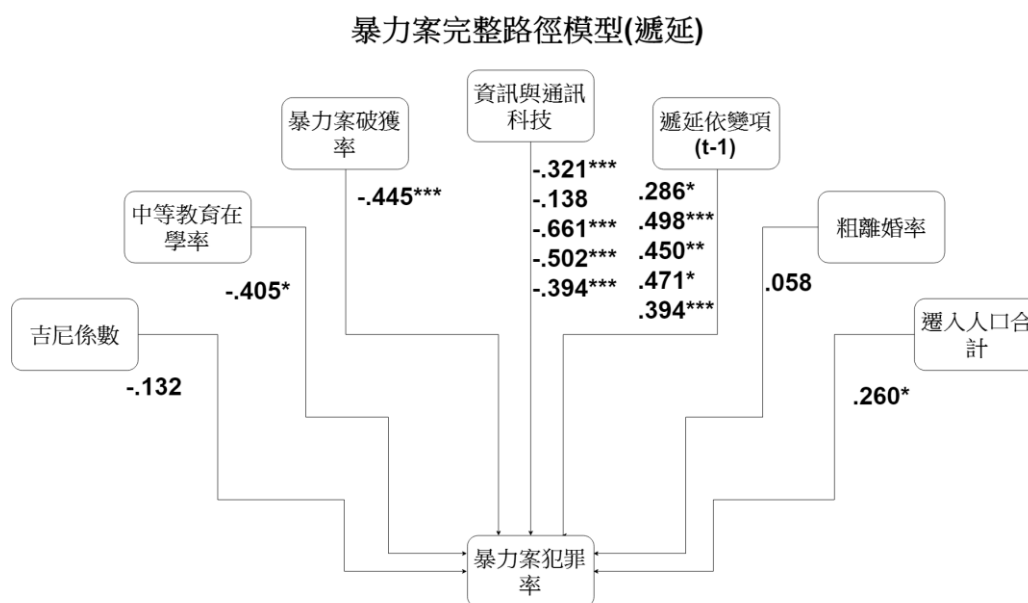 暴力案完整路徑模型(遞延)
資訊與通訊
科技
暴力案破獲
率
遞延依變項
(t-1)
-.445***
-.321***
-.138
-.661***
-.502***
-.394***
.286*
.498***
.450**
.471*
.394***
中等教育在
學率
粗離婚率
-.405*
.058
吉尼係數
遷入人口合
計
-.132
.260*
暴力案犯罪
率